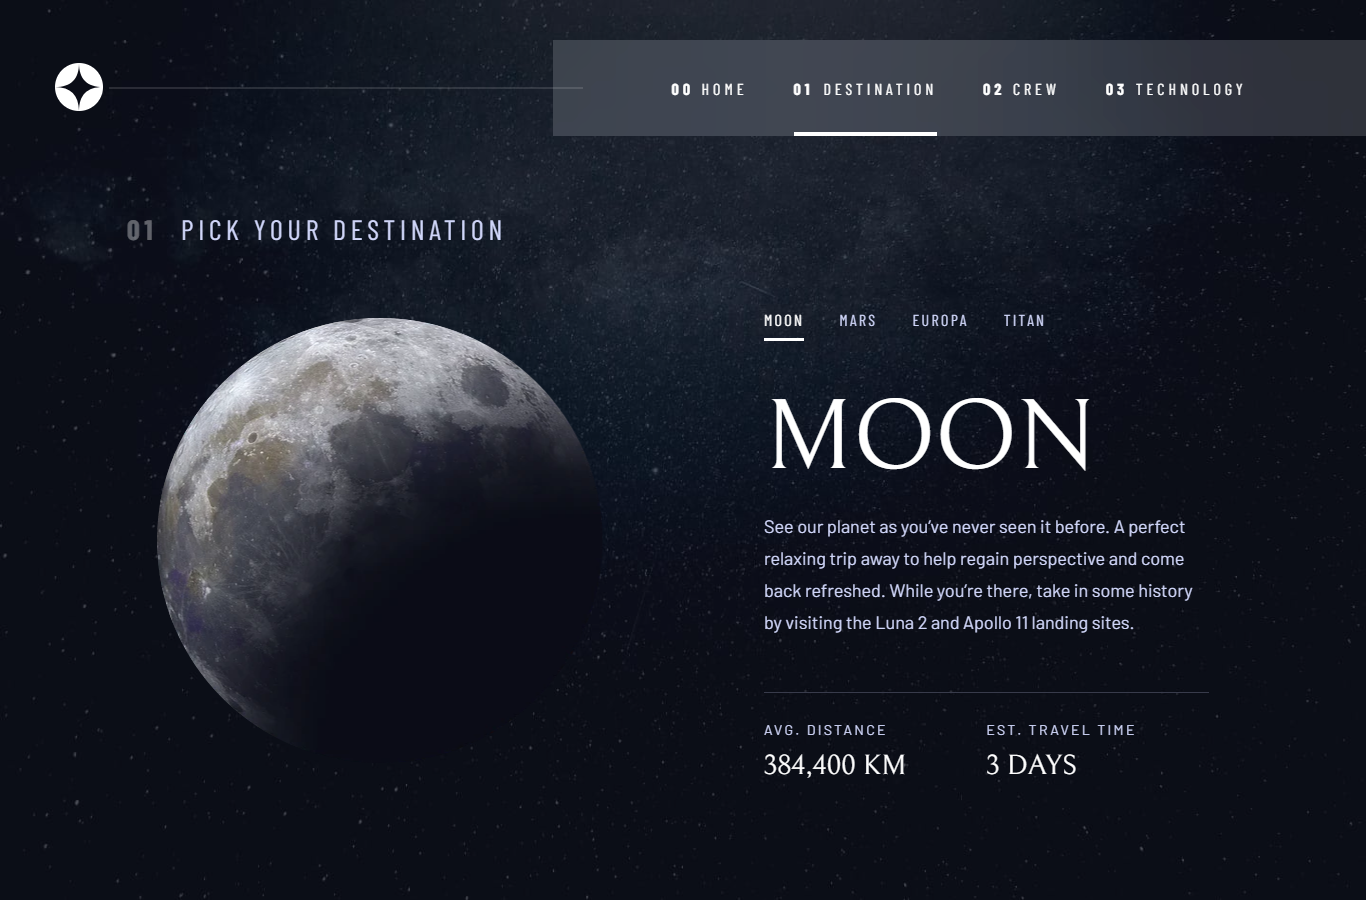 00 HOME 01 DESTINATION 02 CREW 03 TECHNOLOGY
01 PICK YOUR DESTINATION
MOON MARS EUROPA TITAN
MOON
See our planet as you’ve never seen it before. A perfect
relaxing trip away to help regain perspective and come
back refreshed. While you’re there, take in some history
by visiting the Luna 2 and Apollo 11 landing sites.
AVG. DISTANCE EST. TRAVEL TIME
384,400 KM 3 DAYS